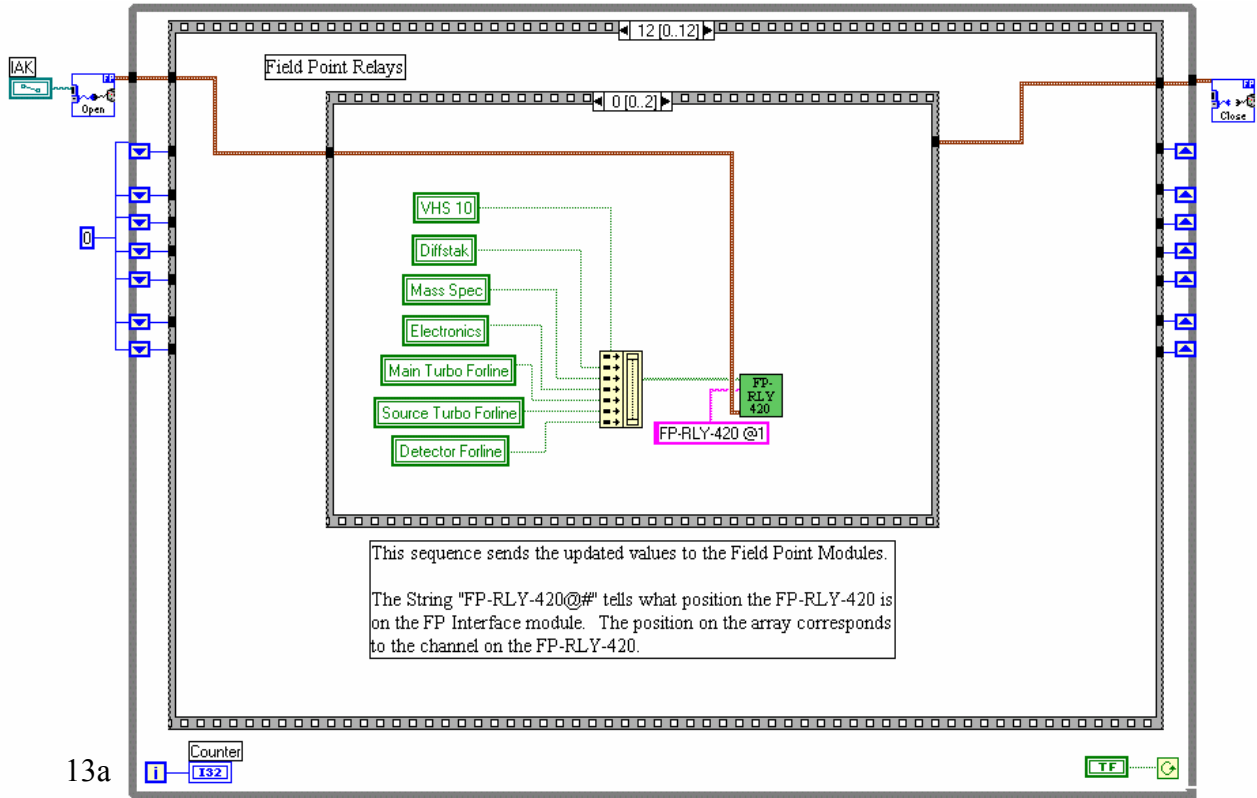 12 [0..12]
IAK
FP
Open
Field Point Relays
0 [0..2]
FP
Close
VHS 10
0
Diffstak
Mass Spec
Electronics
Main Turbo Forline
Source Turbo Forline
Detector Forline
FP-
RLY
420
FP-RLY-420 @1
This sequence sends the updated values to the Field Point Modules.
The String "FP-RLY-420@#" tells what position the FP-RLY-420 is
on the FP Interface module. The position on the array corresponds
to the channel on the FP-RLY-420.
Counter
13a
i
I32
TF